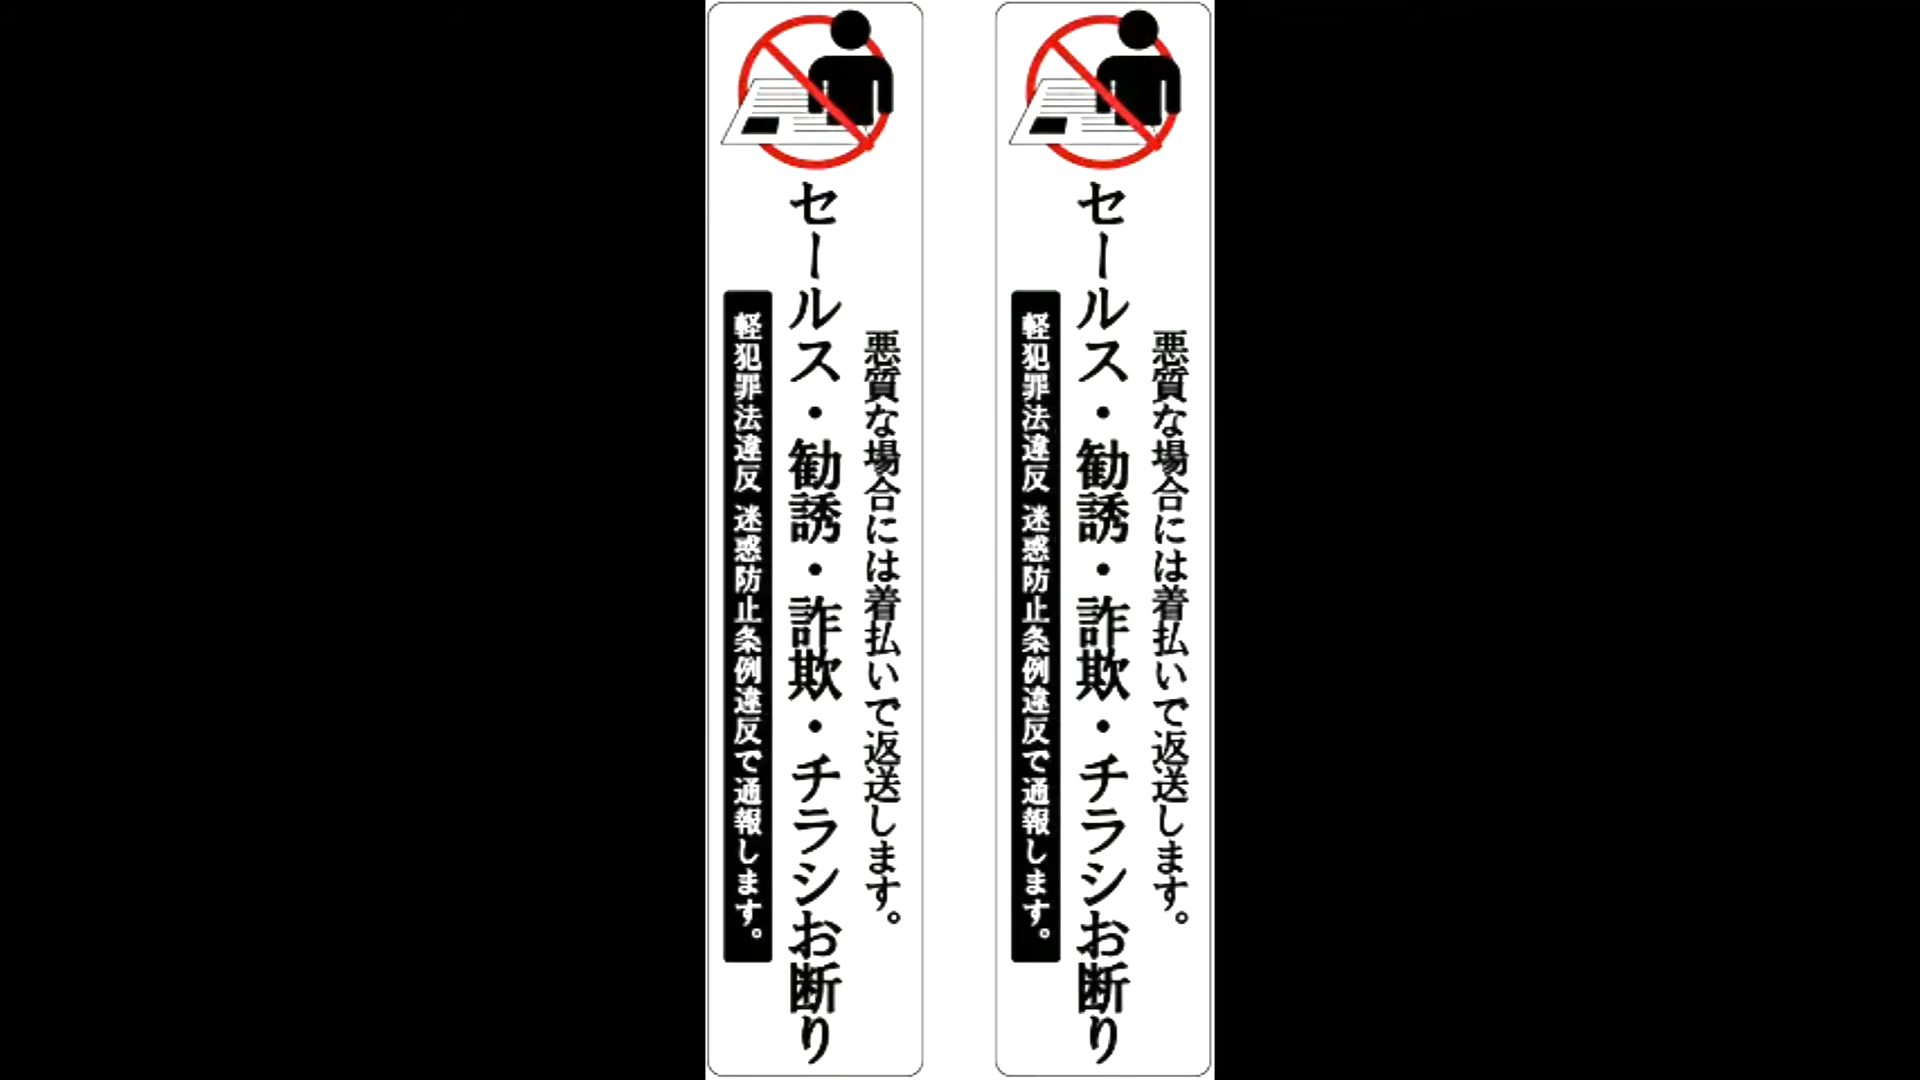 悪質な場合には着払いで返送します。
セールス・勧誘・詐欺・チラシお断り
軽犯罪法違反 迷惑防止条例違反で通報します。
悪質な場合には着払いで返送します。
セールス・勧誘・詐欺・チラシお断り
軽犯罪法違反 迷惑防止条例違反で通報します。